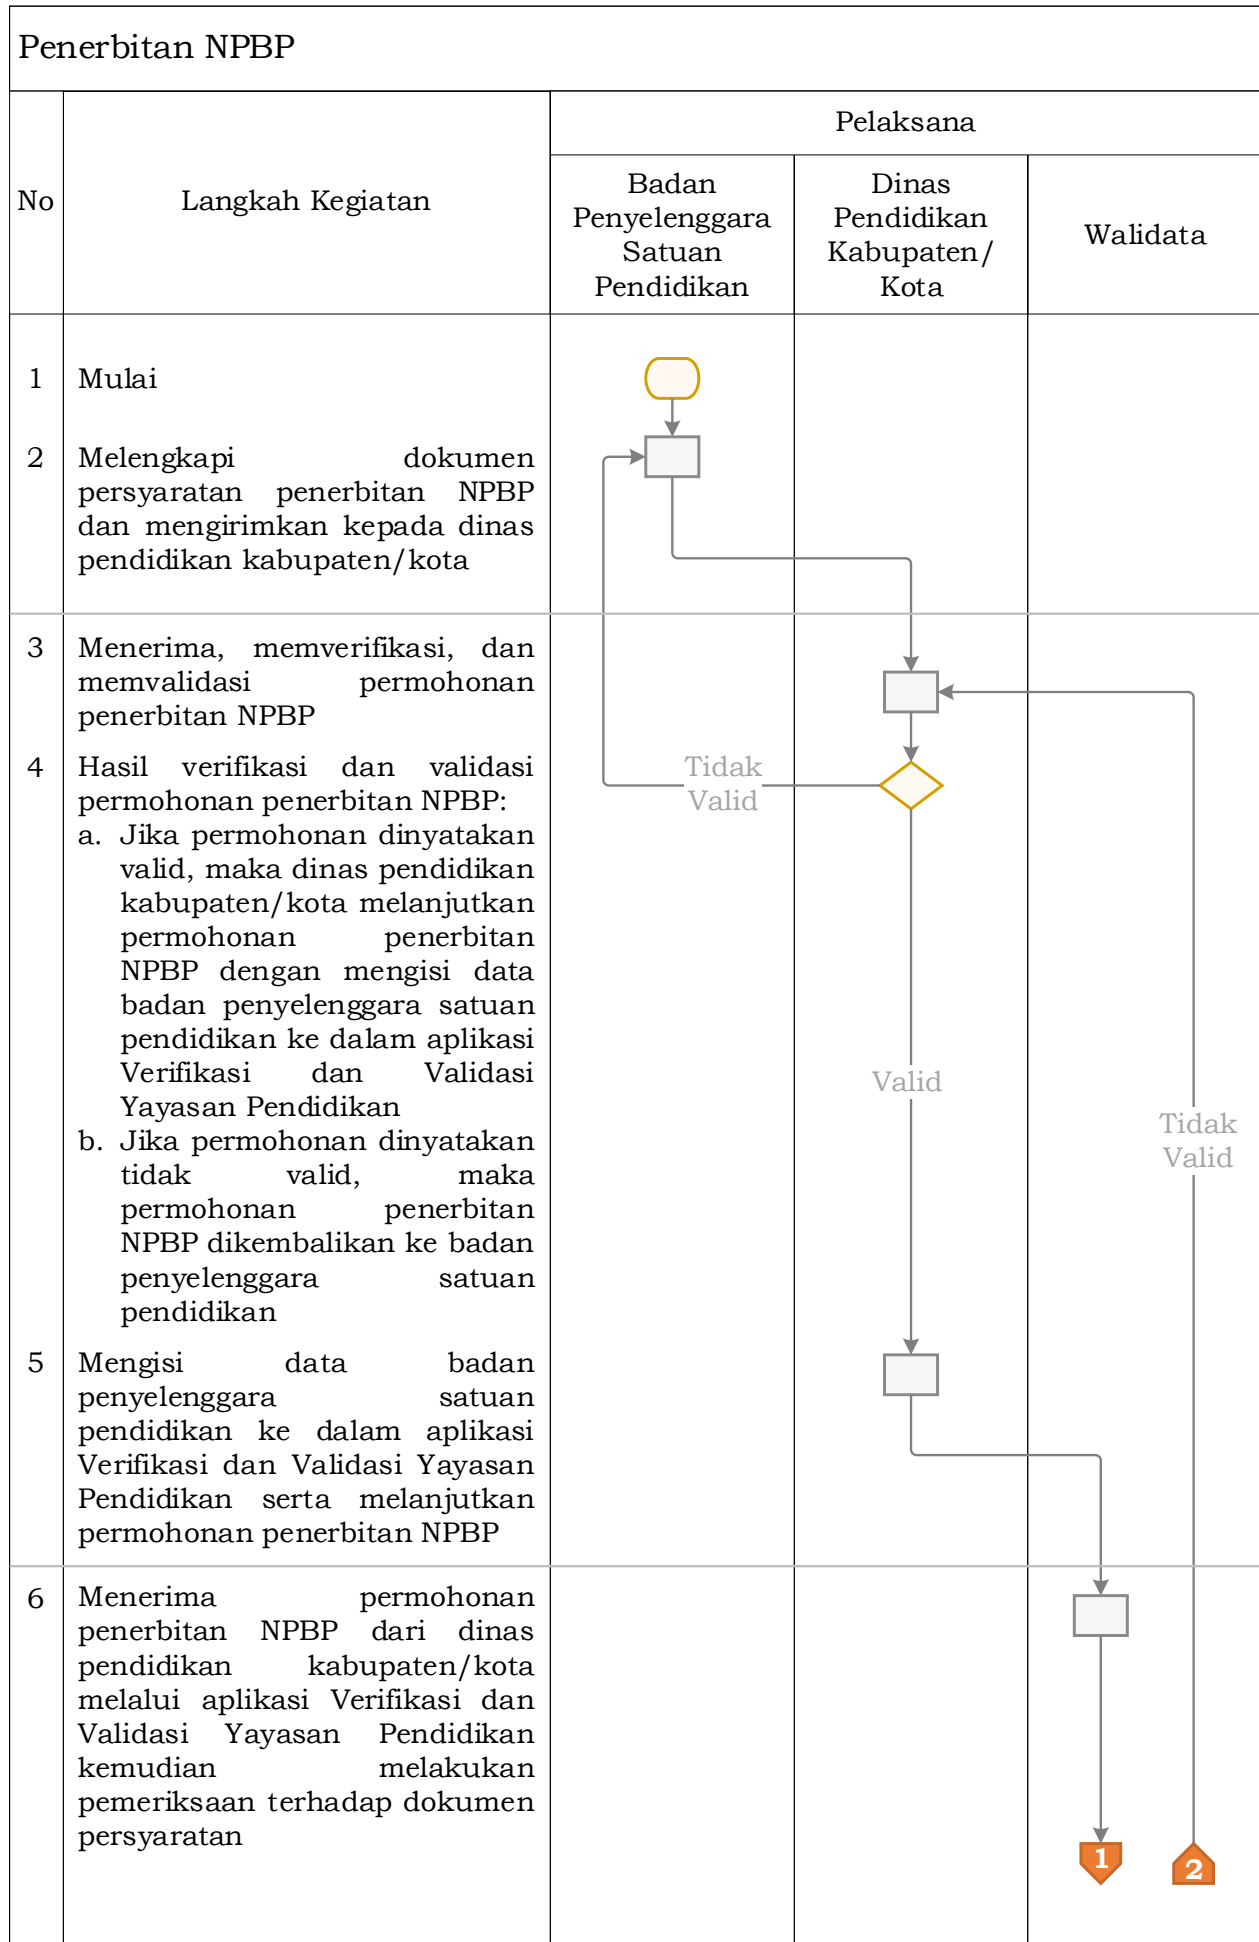 Penerbitan NPBP
No
Langkah Kegiatan
Pelaksana
Badan
Penyelenggara
Satuan
Pendidikan
Dinas
Pendidikan
Kabupaten/
Kota
Walidata
1
Mulai
2
Melengkapi dokumen
persyaratan penerbitan NPBP
dan mengirimkan kepada dinas
pendidikan kabupaten/kota
3
Menerima, memverifikasi, dan
memvalidasi permohonan
penerbitan NPBP
4
Hasil verifikasi dan validasi
permohonan penerbitan NPBP:
a. Jika permohonan dinyatakan
valid, maka dinas pendidikan
kabupaten/kota melanjutkan
permohonan penerbitan
NPBP dengan mengisi data
badan penyelenggara satuan
pendidikan ke dalam aplikasi
Verifikasi dan Validasi
Yayasan Pendidikan
b. Jika permohonan dinyatakan
tidak valid, maka
permohonan penerbitan
NPBP dikembalikan ke badan
penyelenggara satuan
pendidikan
Tidak
Valid
Valid
Tidak
Valid
5
Mengisi data badan
penyelenggara satuan
pendidikan ke dalam aplikasi
Verifikasi dan Validasi Yayasan
Pendidikan serta melanjutkan
permohonan penerbitan NPBP
6
Menerima permohonan
penerbitan NPBP dari dinas
pendidikan kabupaten/kota
melalui aplikasi Verifikasi dan
Validasi Yayasan Pendidikan
kemudian melakukan
pemeriksaan terhadap dokumen
persyaratan
1
2